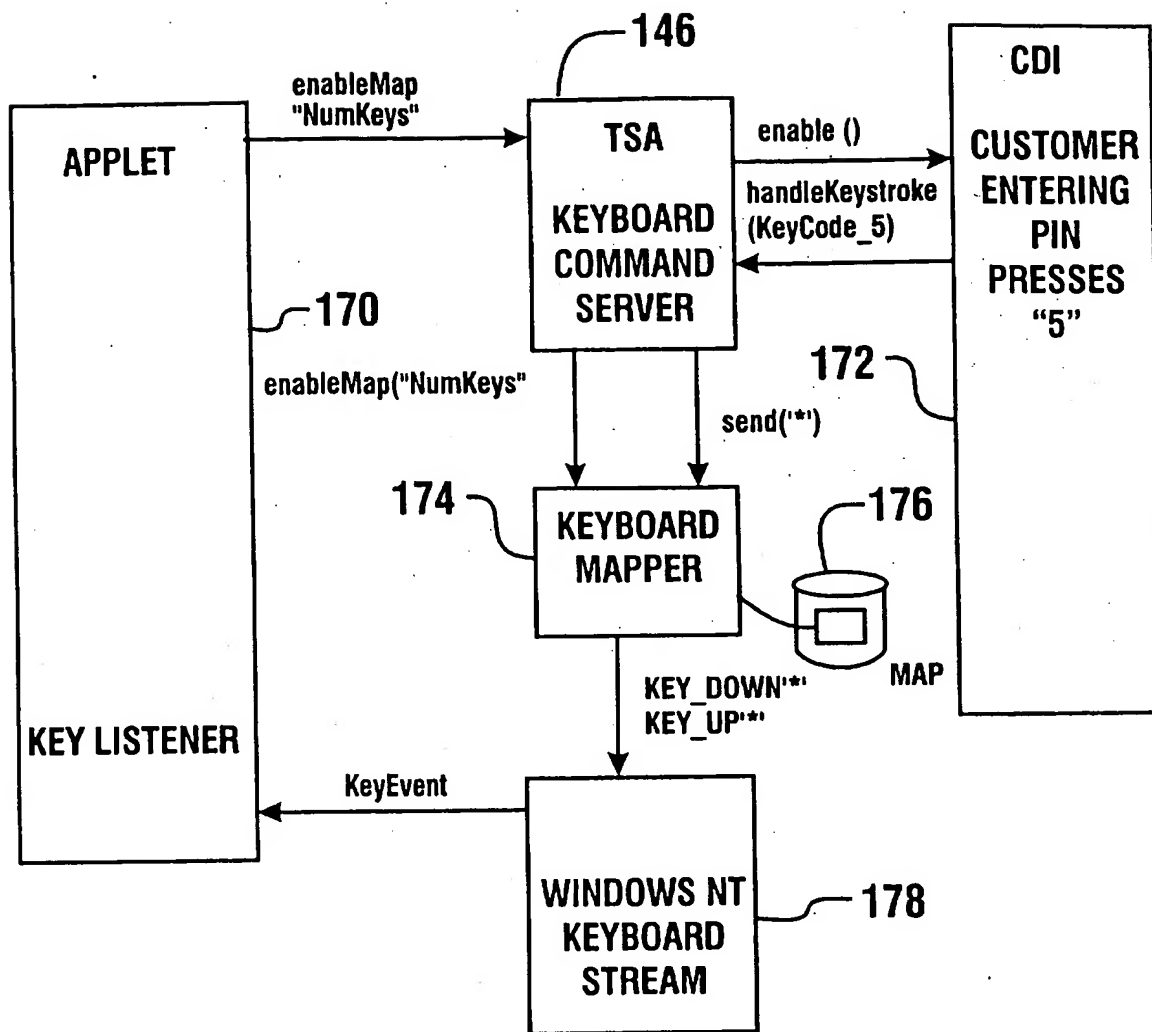 146
enableMap
"NumKeys"
APPLET
TSA
KEYBOARD
COMMAND
SERVER
enable ()
handleKeystroke
(KeyCode_5)
CDI
CUSTOMER
ENTERING
PIN
PRESSES
“5”
170
172
enableMap("NumKeys"
send('*')
174
KEYBOARD
MAPPER
176
MAP
KEY_DOWN'*'
KEY_UP'*'
KEY LISTENER
KeyEvent
WINDOWS NT
KEYBOARD
STREAM
178